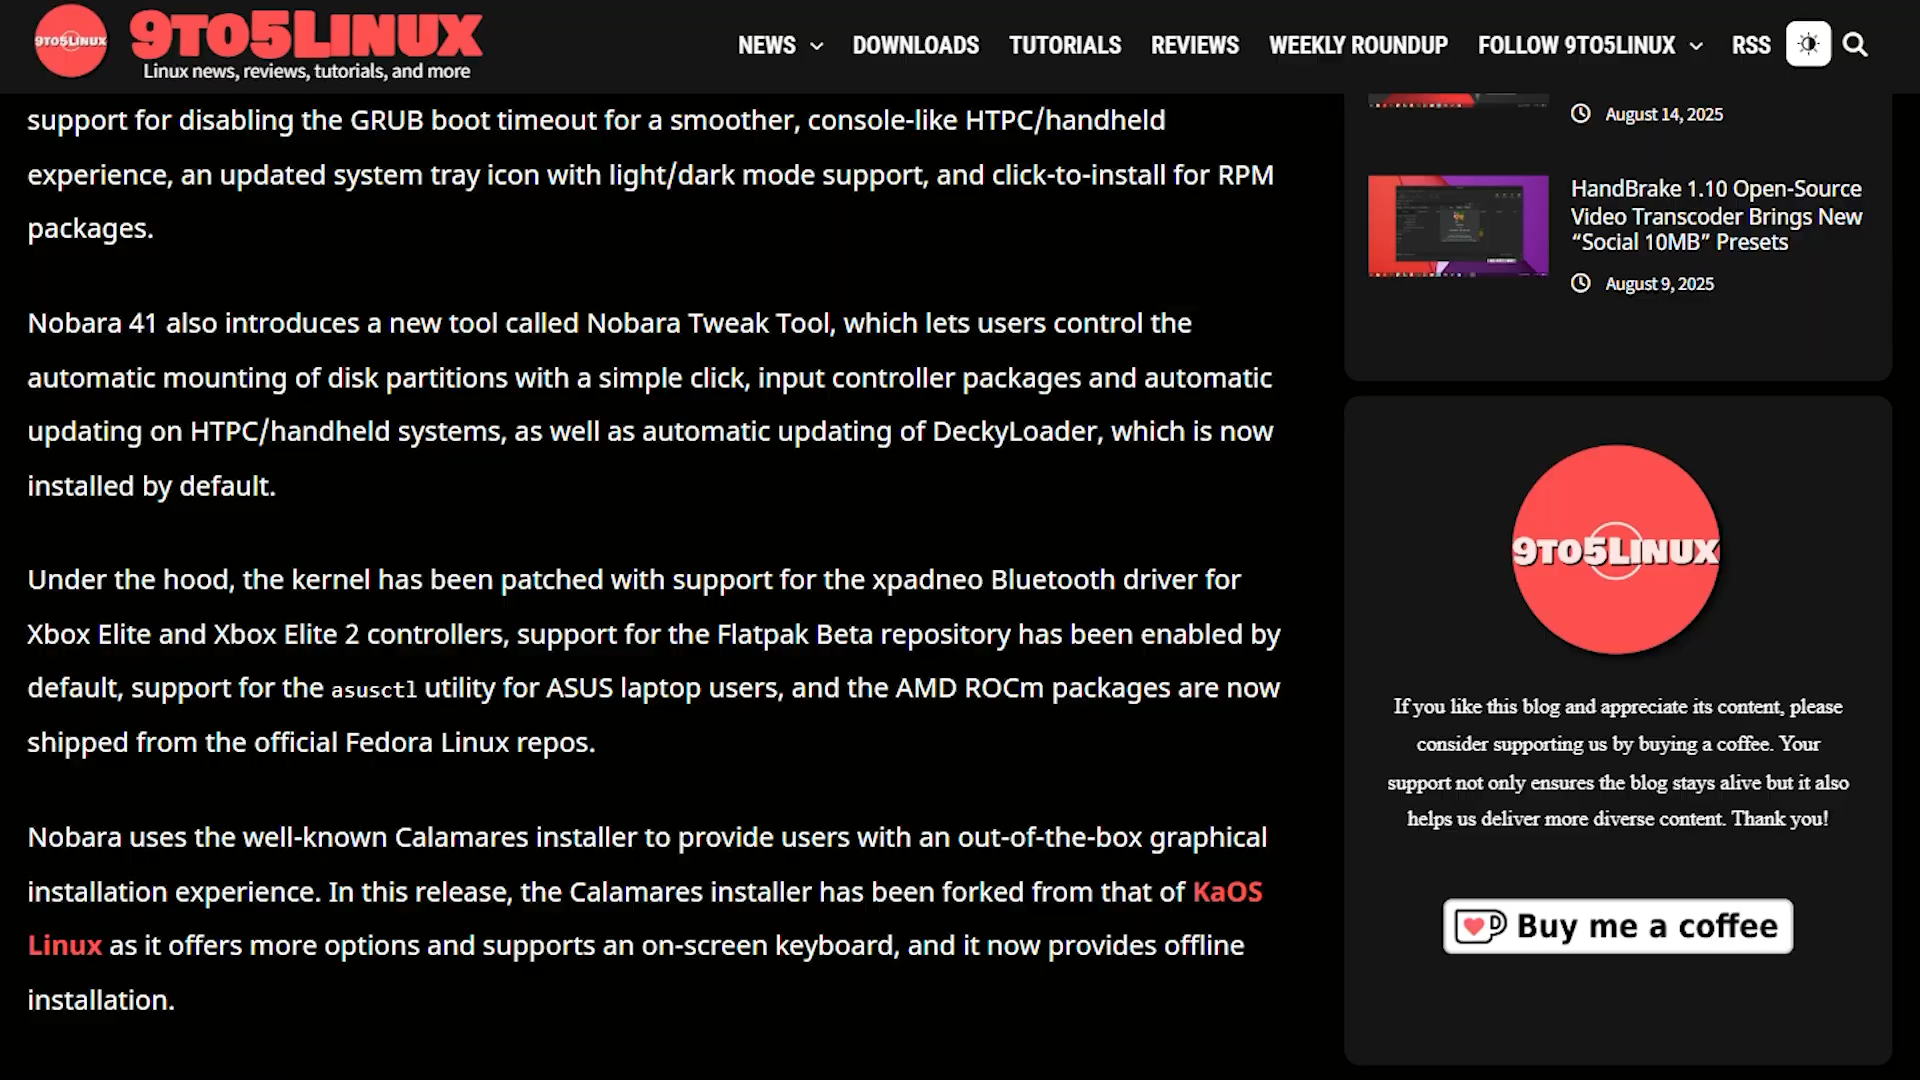 9TO5LINUX
9TO5LINUX
Linux news, reviews, tutorials, and more
NEWS
DOWNLOADS
TUTORIALS
REVIEWS
WEEKLY ROUNDUP
FOLLOW 9TO5LINUX
RSS
support for disabling the GRUB boot timeout for a smoother, console-like HTPC/handheld
experience, an updated system tray icon with light/dark mode support, and click-to-install for RPM
packages.
Nobara 41 also introduces a new tool called Nobara Tweak Tool, which lets users control the
automatic mounting of disk partitions with a simple click, input controller packages and automatic
updating on HTPC/handheld systems, as well as automatic updating of DeckyLoader, which is now
installed by default.
Under the hood, the kernel has been patched with support for the xpadneo Bluetooth driver for
Xbox Elite and Xbox Elite 2 controllers, support for the Flatpak Beta repository has been enabled by
default, support for the asusctl utility for ASUS laptop users, and the AMD ROCm packages are now
shipped from the official Fedora Linux repos.
Nobara uses the well-known Calamares installer to provide users with an out-of-the-box graphical
installation experience. In this release, the Calamares installer has been forked from that of KaOS
Linux as it offers more options and supports an on-screen keyboard, and it now provides offline
installation.
August 14, 2025
HandBrake 1.10 Open-Source
Video Transcoder Brings New
“Social 10MB” Presets
August 9, 2025
9TO5LINUX
If you like this blog and appreciate its content, please
consider supporting us by buying a coffee. Your
support not only ensures the blog stays alive but it also
helps us deliver more diverse content. Thank you!
Buy me a coffee